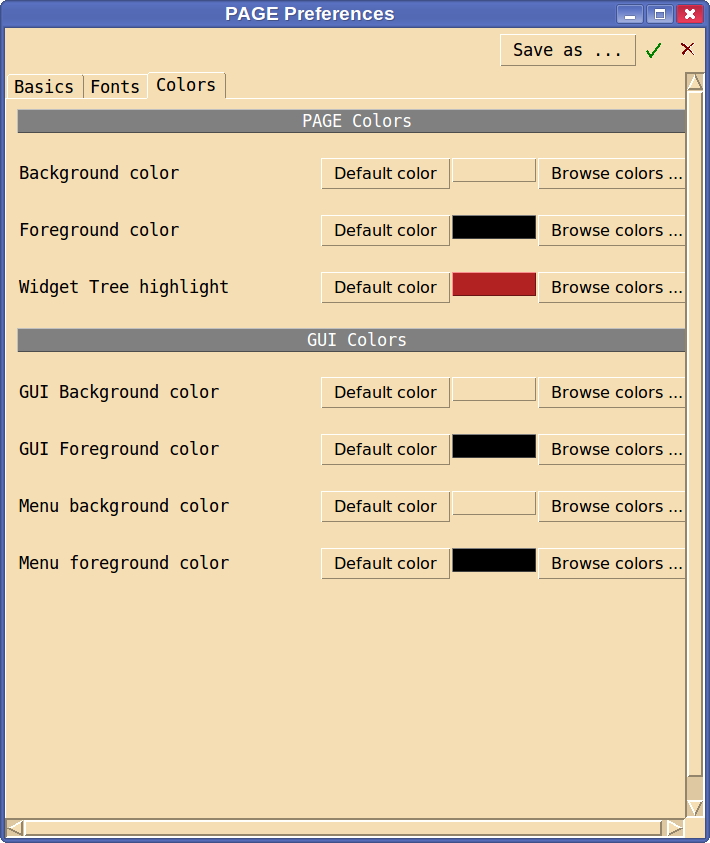 PAGE Preferences
Save as ...
Basics Fonts Colors
PAGE Colors
Background color Default color Browse colors ...
Foreground color Default color Browse colors ...
Widget Tree highlight Default color Browse colors ...
GUI Colors
GUI Background color Default color Browse colors ...
GUI Foreground color Default color Browse colors ...
Menu background color Default color Browse colors ...
Menu foreground color Default color Browse colors ...